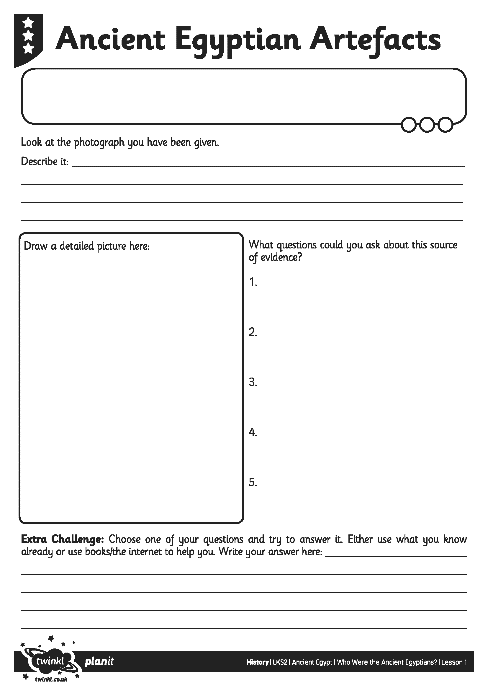 Ancient Egyptian Artefacts
Look at the photograph you have been given.
Describe it:
Draw a detailed picture here:
What questions could you ask about this source
of evidence?
1.
2.
3.
4.
5.
Extra Challenge: Choose one of your questions and try to answer it. Either use what you know
already or use books/the internet to help you. Write your answer here:
twinkl planit
History | LKS2 | Ancient Egypt | Who Were the Ancient Egyptians? | Lesson 1
twinkl.co.uk